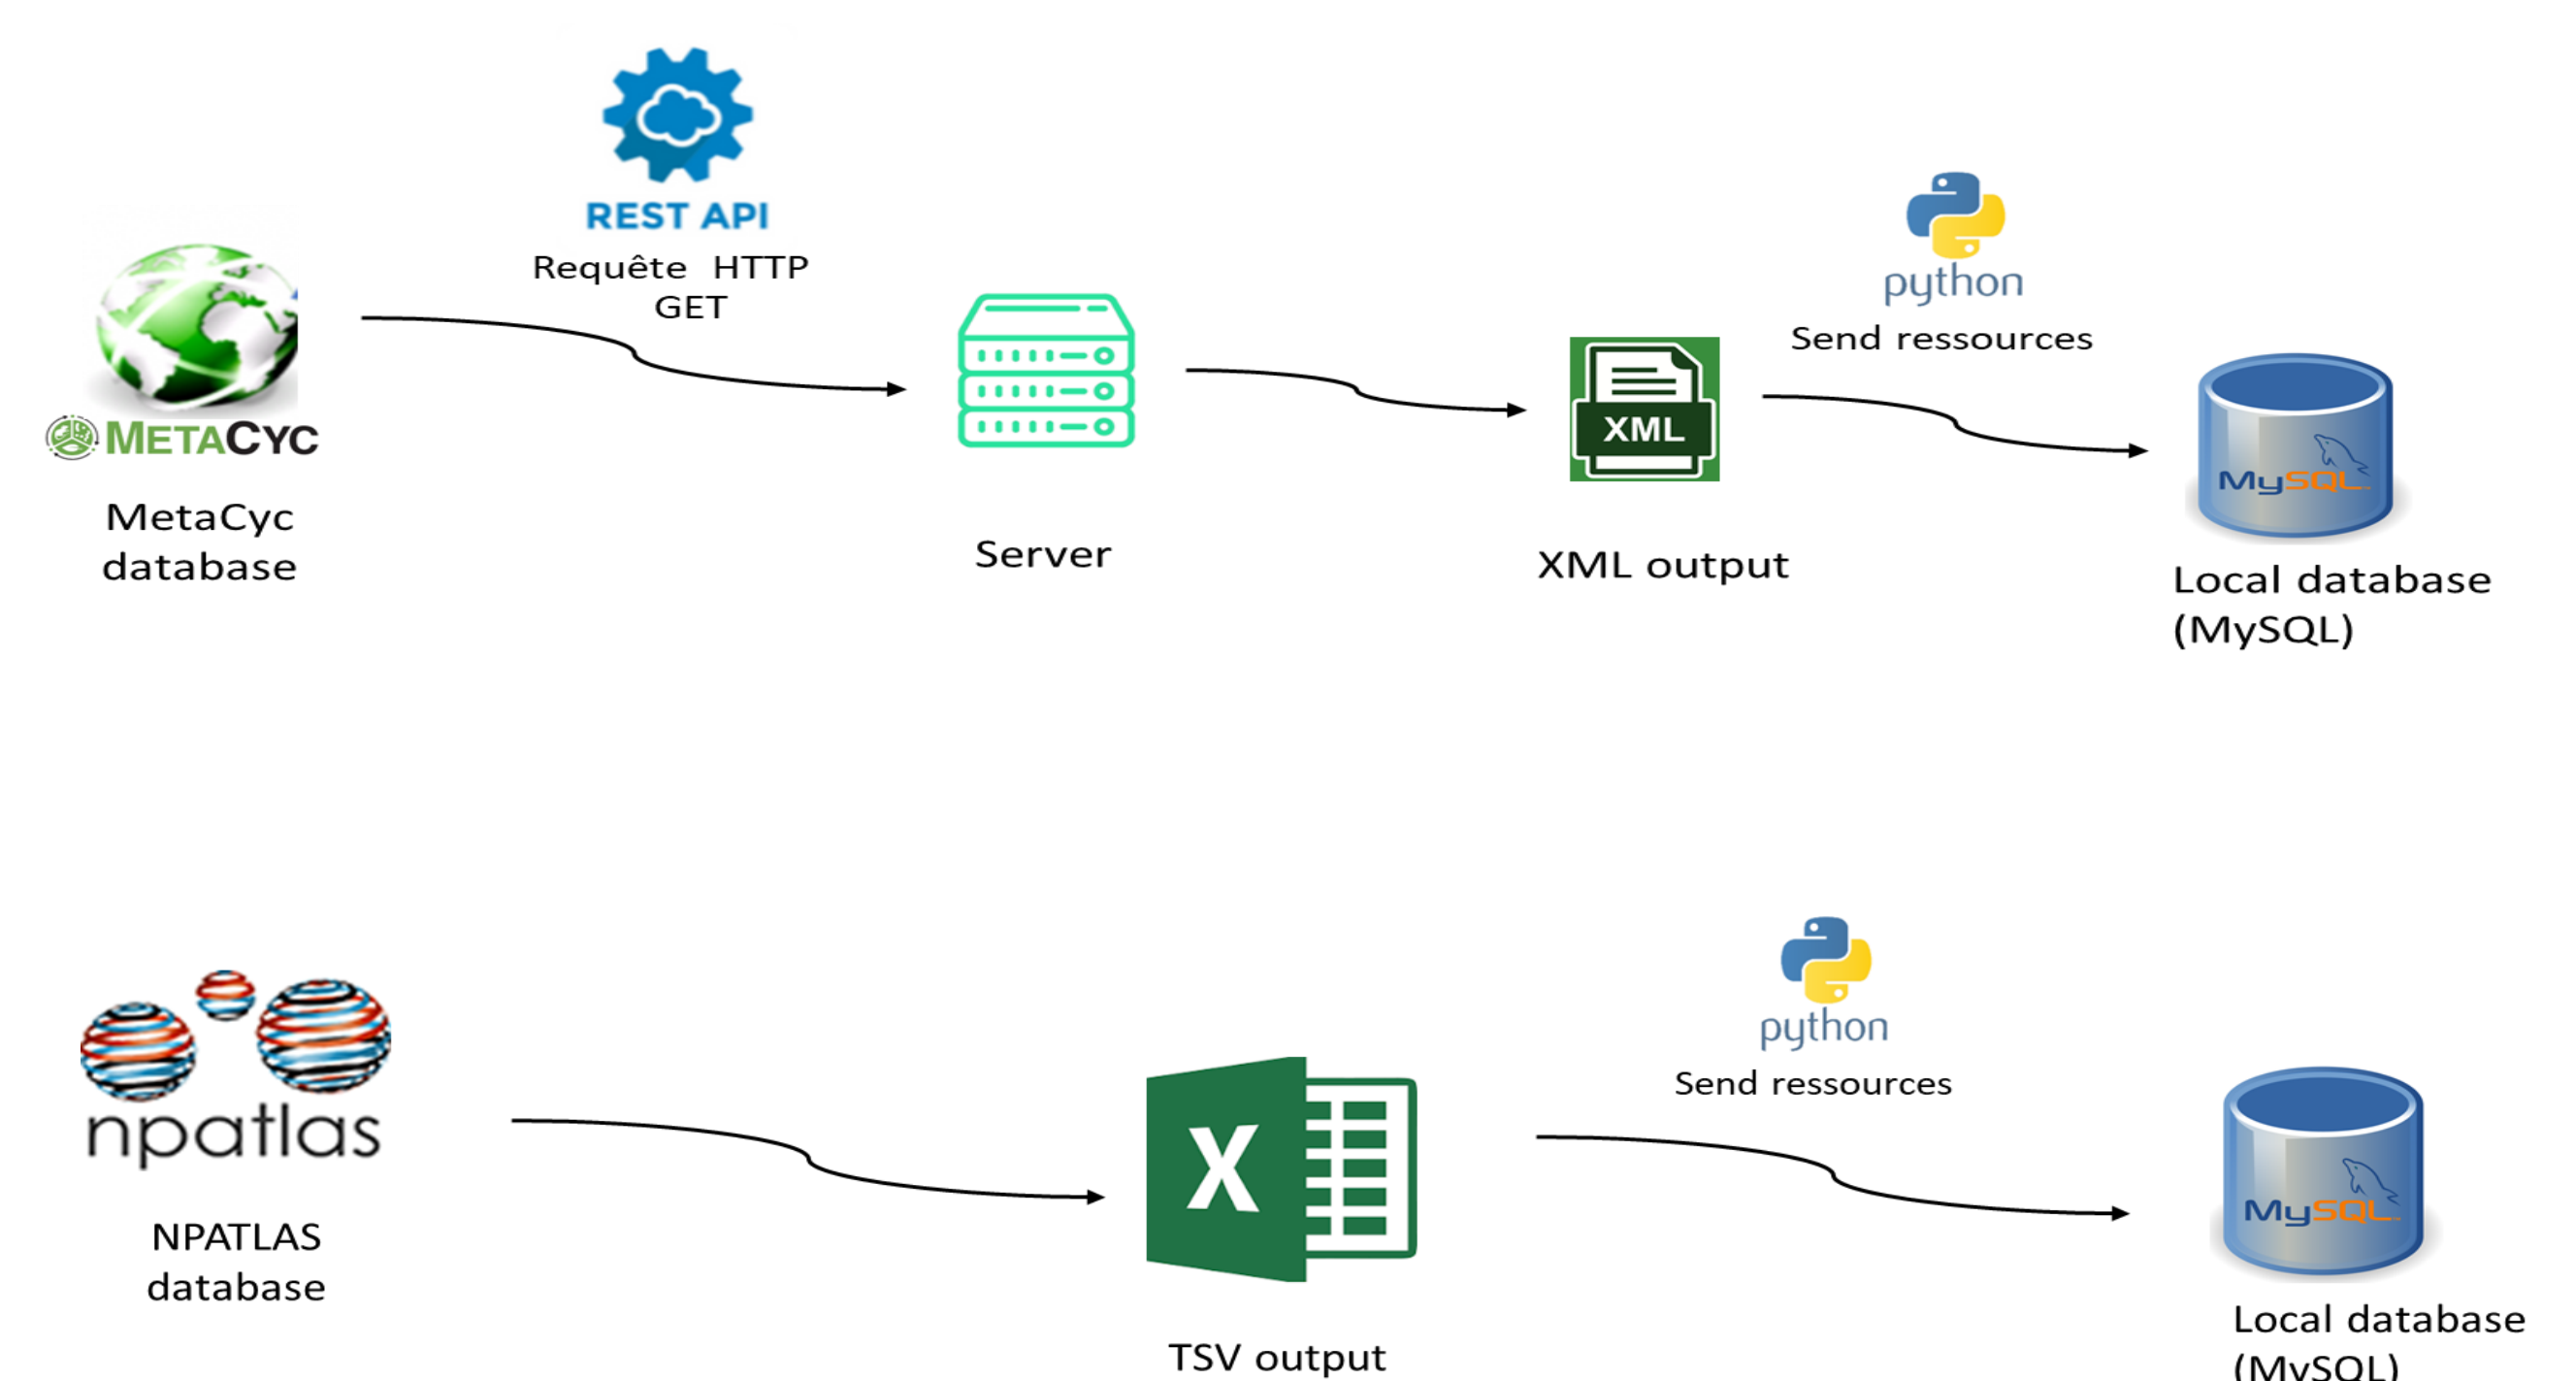 REST API
Requête HTTP
GET
METACYC
MetaCyc
database
Server
XML
XML output
python
Send ressources
MySQL
Local database
(MySQL)
npatlas
NPATLAS
database
X
TSV output
python
Send ressources
MySQL
Local database
(MySQL)